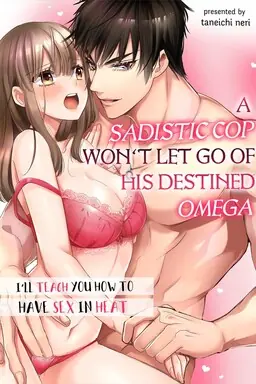 presented by
taneichi neri
A
SADISTIC COP
WON'T LET GO OF
HIS DESTINED
OMEGA
I'LL TEACH YOU HOW TO
HAVE SEX IN HEAT